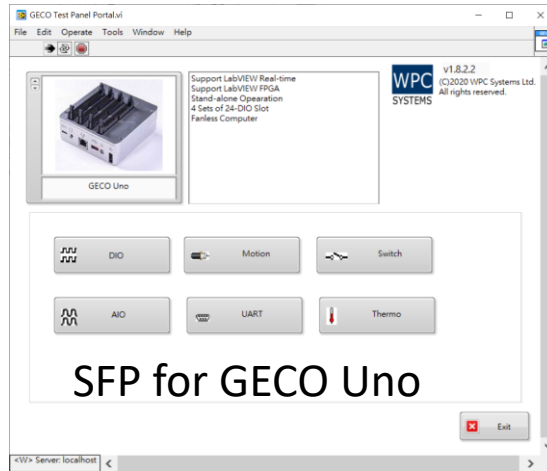 GECO Test Panel Portal.vi
File Edit Operate Tools Window Help
GECO Uno
Support LabVIEW Real-time
Support LabVIEW FPGA
Stand-alone Opearation
4 Sets of 24-DIO Slot
Fanless Computer
WPC
SYSTEMS
v1.8.2.2
(C)2020 WPC Systems Ltd.
All rights reserved.
DIO
Motion
Switch
AIO
UART
Thermo
SFP for GECO Uno
Exit
<W> Server: localhost